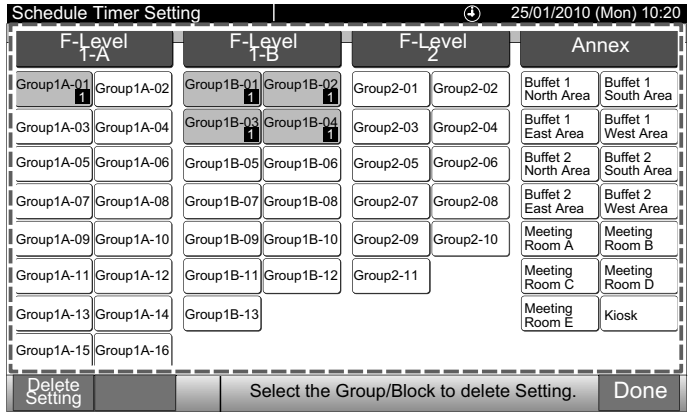 Schedule Timer Setting 25/01/2010 (Mon) 10:20
F-Level
1-A
F-Level
1-B
F-Level
2
Annex
Group1A-01 Group1A-02 Group1B-01 Group1B-02 Group2-01 Group2-02 Buffet 1 Buffet 1
1 1 1 North Area South Area
Group1A-03 Group1A-04 Group1B-03 Group1B-04 Group2-03 Group2-04 Buffet 1 Buffet 1
1 1 East Area West Area
Group1A-05 Group1A-06 Group1B-05 Group1B-06 Group2-05 Group2-06 Buffet 2 Buffet 2
North Area South Area
Group1A-07 Group1A-08 Group1B-07 Group1B-08 Group2-07 Group2-08 Buffet 2 Buffet 2
East Area West Area
Group1A-09 Group1A-10 Group1B-09 Group1B-10 Group2-09 Group2-10 Meeting Meeting
Room A Room B
Group1A-11 Group1A-12 Group1B-11 Group1B-12 Group2-11 Meeting Meeting
Room C Room D
Group1A-13 Group1A-14 Group1B-13 Meeting Kiosk
Room E
Group1A-15 Group1A-16
Delete
Setting
Select the Group/Block to delete Setting. Done